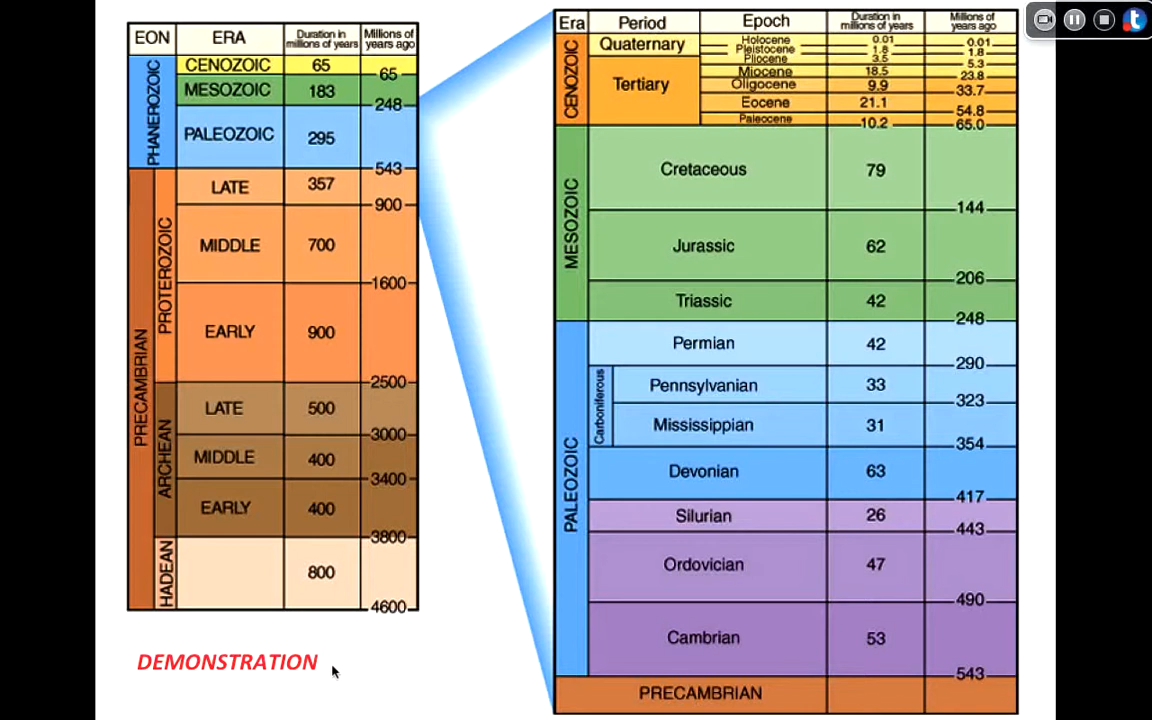 EON ERA Duration in millions of years Millions of years ago
PHANEROZOIC
CENOZOIC 65
65
MESOZOIC 183
248
PALEOZOIC 295
543
PRECAMBRIAN
PROTEROZOIC
LATE 357
900
MIDDLE 700
1600
EARLY 900
2500
ARCHEAN
LATE 500
3000
MIDDLE 400
3400
EARLY 400
3800
HADEAN
800
4600
DEMONSTRATION
Era Period Epoch Duration in millions of years Millions of years ago
CENOZOIC
Quaternary
Holocene 0.01
0.01
Pleistocene 1.8
1.8
Tertiary
Pliocene 3.5
5.3
Miocene 18.5
23.8
Oligocene 9.9
33.7
Eocene 21.1
54.8
Paleocene 10.2
65.0
MESOZOIC
Cretaceous 79
144
Jurassic 62
206
Triassic 42
248
PALEOZOIC
Permian 42
290
Carboniferous
Pennsylvanian 33
323
Mississippian 31
354
Devonian 63
417
Silurian 26
443
Ordovician 47
490
Cambrian 53
543
PRECAMBRIAN
t